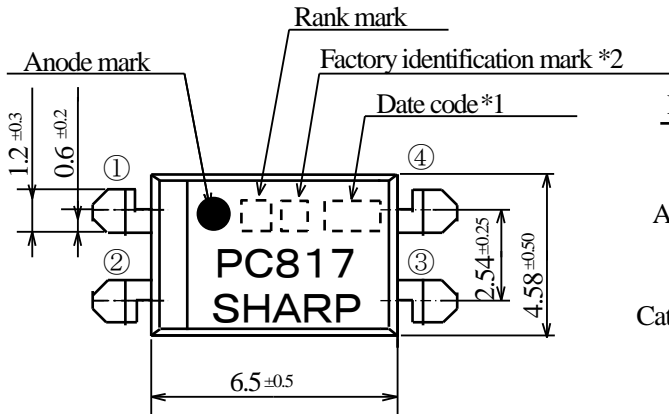 Rank mark
Anode mark
Factory identification mark *2
Date code *1
1.2 ±0.3
0.6 ±0.2
①
④
②
③
PC817
SHARP
2.54 ±0.25
4.58 ±0.50
6.5 ±0.5
A
Cat